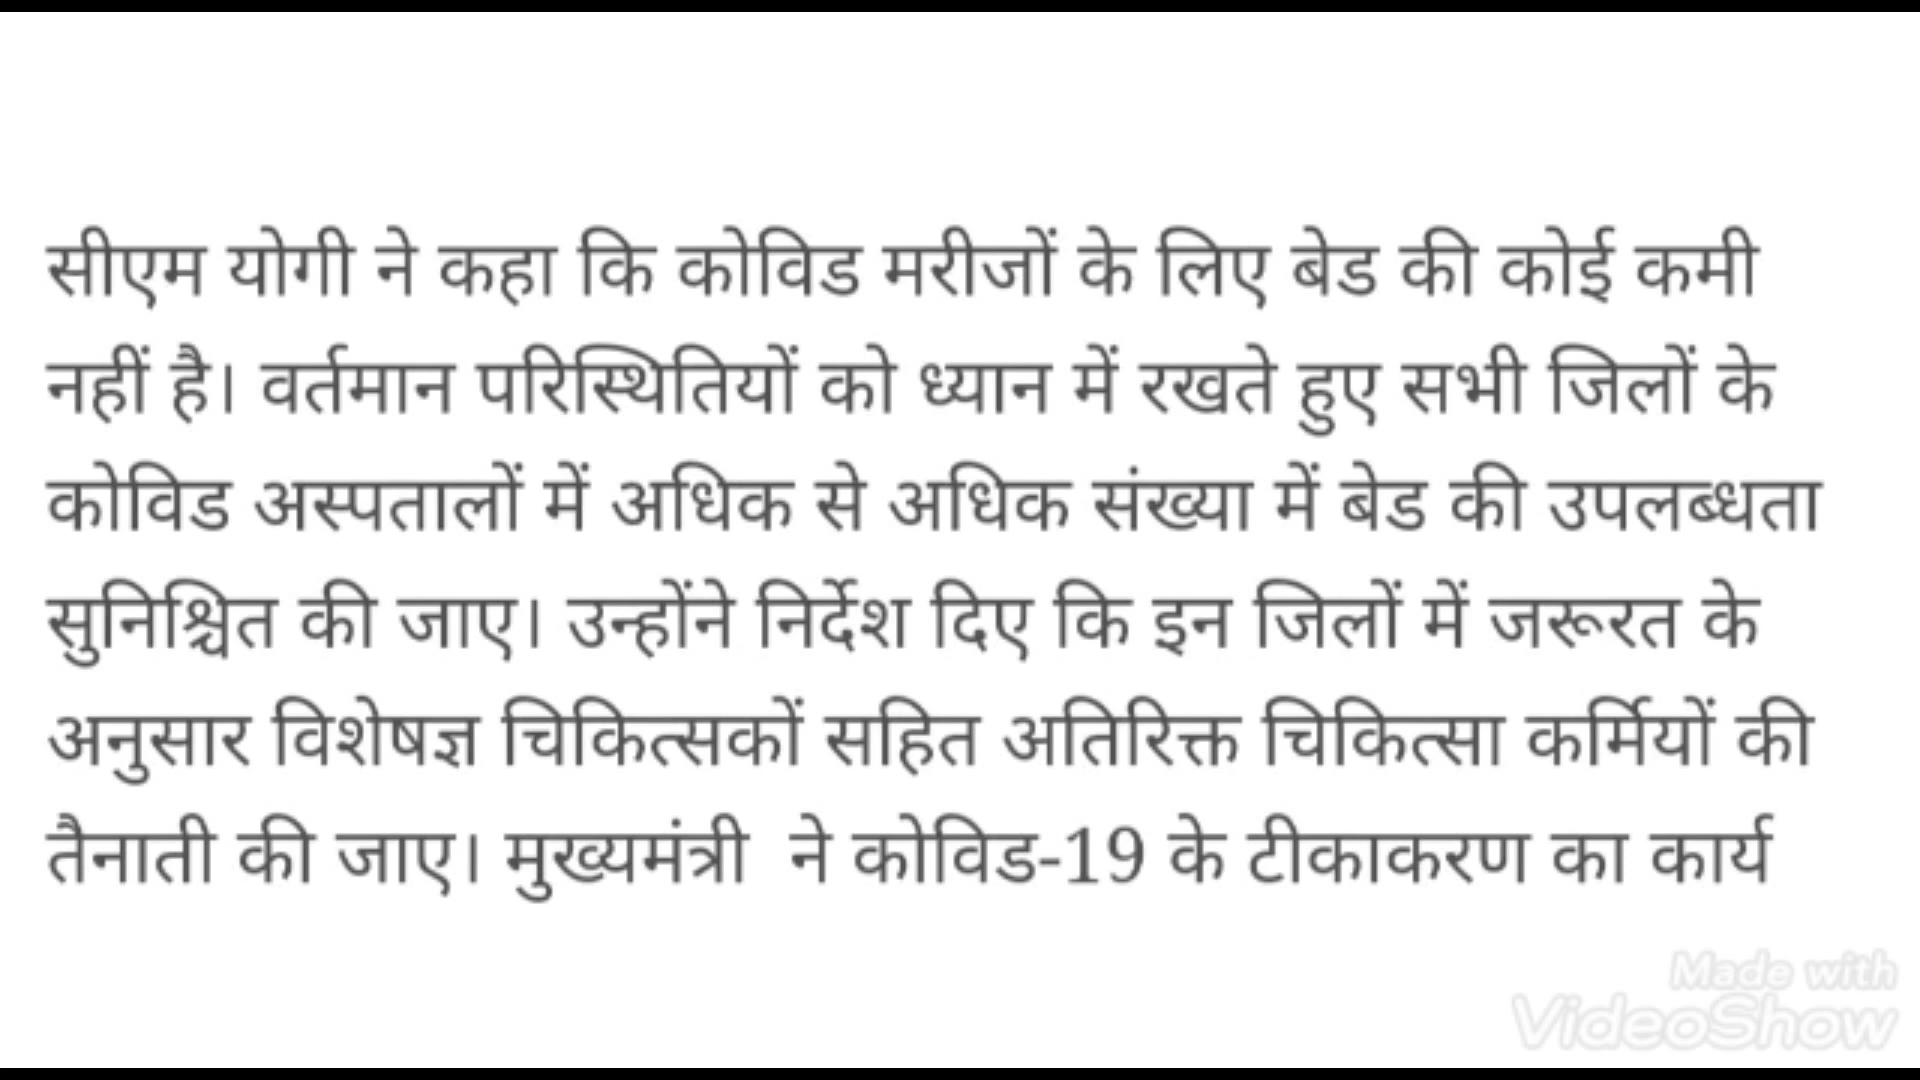 सीएम योगी ने कहा कि कोविड मरीजों के लिए बेड की कोई कमी
नहीं है। वर्तमान परिस्थितियों को ध्यान में रखते हुए सभी जिलों के
कोविड अस्पतालों में अधिक से अधिक संख्या में बेड की उपलब्धता
सुनिश्चित की जाए। उन्होंने निर्देश दिए कि इन जिलों में जरूरत के
अनुसार विशेषज्ञ चिकित्सकों सहित अतिरिक्त चिकित्सा कर्मियों की
तैनाती की जाए। मुख्यमंत्री  ने कोविड-19 के टीकाकरण का कार्य
Made with
VideoShow